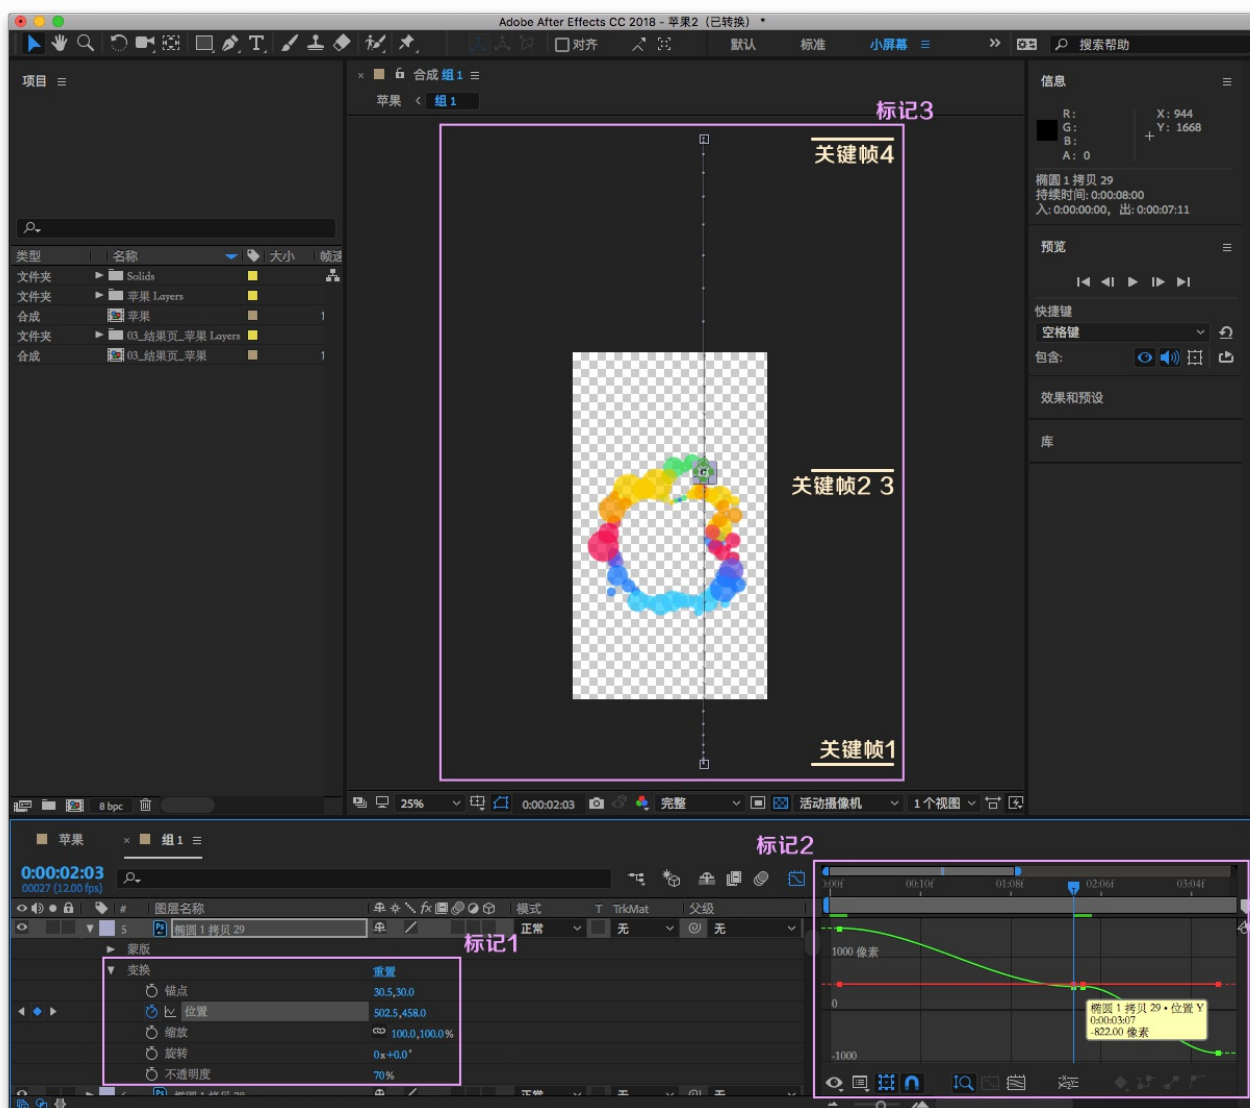 Adobe After Effects CC 2018 - 苹果2（已转换） *
对齐
默认
标准
小屏幕
搜索帮助
项目
合成 组 1
苹果
组 1
标记3
关键帧4
关键帧2 3
关键帧1
信息
R:
G:
B:
A: 0
X: 944
Y: 1668
椭圆 1 拷贝 29
持续时间: 0:00:08:00
入: 0:00:00:00，出: 0:00:07:11
预览
快捷键
空格键
包含:
效果和预设
库
类型
名称
大小
帧速
文件夹
Solids
文件夹
苹果 Layers
合成
苹果
1
文件夹
03_结果页_苹果 Layers
合成
03_结果页_苹果
1
8 bpc
25%
0:00:02:03
完整
活动摄像机
1 个视图
苹果
组 1
标记2
0:00:02:03
00027 (12.00 fps)
#
图层名称
fx
模式
T TrkMat
父级
5
Ps
椭圆 1 拷贝 29
正常
无
无
标记1
蒙版
变换
重置
锚点
30.5,30.0
位置
502.5,458.0
缩放
100.0,100.0%
旋转
0x+0.0°
不透明度
70%
00:10f
01:08f
02:06f
03:04f
1000 像素
0
-1000
椭圆 1 拷贝 29 • 位置 Y
0:00:03:07
-822.00 像素